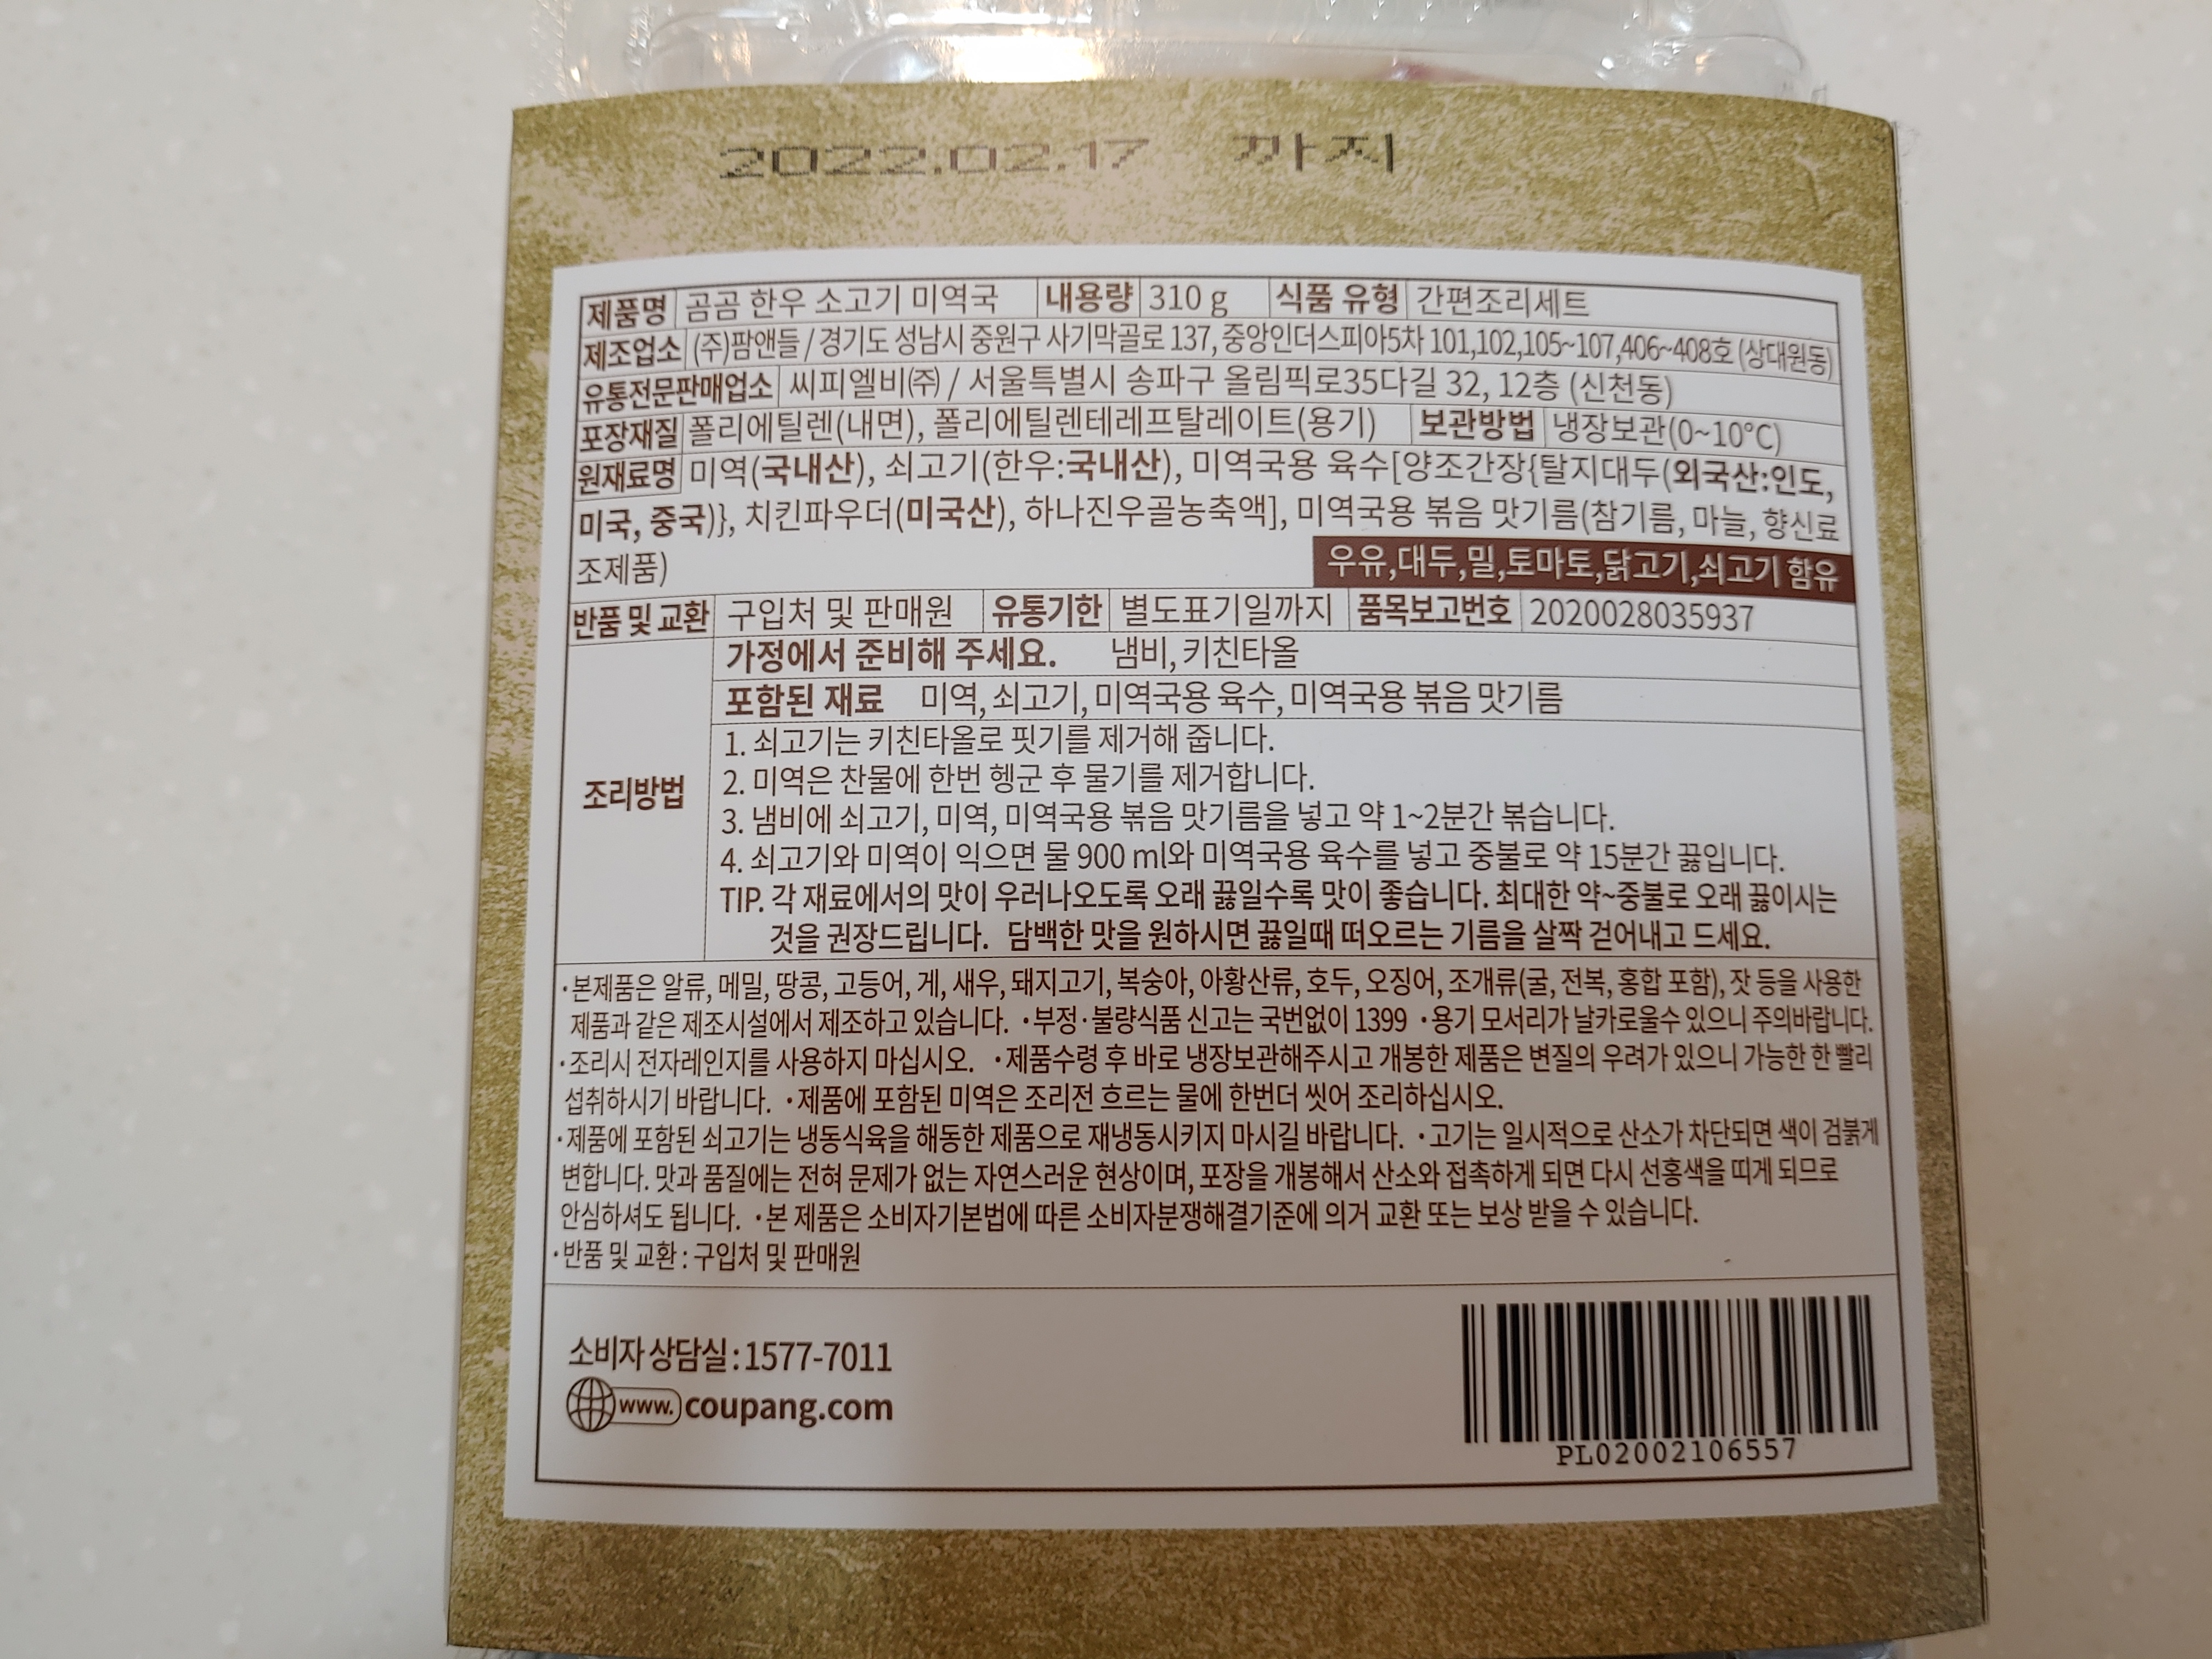 2022.02.17 까지
제품명 곰곰 한우 소고기 미역국 내용량 310 g 식품 유형 간편조리세트
제조업소 (주)팜앤들 / 경기도 성남시 중원구 사기막골로 137, 중앙인더스피아5차 101,102,105~107,406~408호 (상대원동)
유통전문판매업소 씨피엘비(주) / 서울특별시 송파구 올림픽로35다길 32, 12층 (신천동)
포장재질 폴리에틸렌(내면), 폴리에틸렌테레프탈레이트(용기) 보관방법 냉장보관(0~10°C)
원재료명 미역(국내산), 쇠고기(한우:국내산), 미역국용 육수[양조간장{탈지대두(외국산:인도,
미국, 중국)}, 치킨파우더(미국산), 하나진우골농축액], 미역국용 볶음 맛기름(참기름, 마늘, 향신료
조제품)
우유,대두,밀,토마토,닭고기,쇠고기 함유
반품 및 교환 구입처 및 판매원 유통기한 별도표기일까지 품목보고번호 2020028035937
가정에서 준비해 주세요. 냄비, 키친타올
포함된 재료 미역, 쇠고기, 미역국용 육수, 미역국용 볶음 맛기름
조리방법
1. 쇠고기는 키친타올로 핏기를 제거해 줍니다.
2. 미역은 찬물에 한번 헹군 후 물기를 제거합니다.
3. 냄비에 쇠고기, 미역, 미역국용 볶음 맛기름을 넣고 약 1~2분간 볶습니다.
4. 쇠고기와 미역이 익으면 물 900 ml와 미역국용 육수를 넣고 중불로 약 15분간 끓입니다.
TIP. 각 재료에서의 맛이 우러나오도록 오래 끓일수록 맛이 좋습니다. 최대한 약~중불로 오래 끓이시는
것을 권장드립니다. 담백한 맛을 원하시면 끓일때 떠오르는 기름을 살짝 걷어내고 드세요.
·본제품은 알류, 메밀, 땅콩, 고등어, 게, 새우, 돼지고기, 복숭아, 아황산류, 호두, 오징어, 조개류(굴, 전복, 홍합 포함), 잣 등을 사용한
제품과 같은 제조시설에서 제조하고 있습니다. ·부정·불량식품 신고는 국번없이 1399 ·용기 모서리가 날카로울수 있으니 주의바랍니다.
·조리시 전자레인지를 사용하지 마십시오. ·제품수령 후 바로 냉장보관해주시고 개봉한 제품은 변질의 우려가 있으니 가능한 한 빨리
섭취하시기 바랍니다. ·제품에 포함된 미역은 조리전 흐르는 물에 한번더 씻어 조리하십시오.
·제품에 포함된 쇠고기는 냉동식육을 해동한 제품으로 재냉동시키지 마시길 바랍니다. ·고기는 일시적으로 산소가 차단되면 색이 검붉게
변합니다. 맛과 품질에는 전혀 문제가 없는 자연스러운 현상이며, 포장을 개봉해서 산소와 접촉하게 되면 다시 선홍색을 띠게 되므로
안심하셔도 됩니다. ·본 제품은 소비자기본법에 따른 소비자분쟁해결기준에 의거 교환 또는 보상 받을 수 있습니다.
·반품 및 교환 : 구입처 및 판매원
소비자 상담실 : 1577-7011
www. coupang.com
PL02002106557